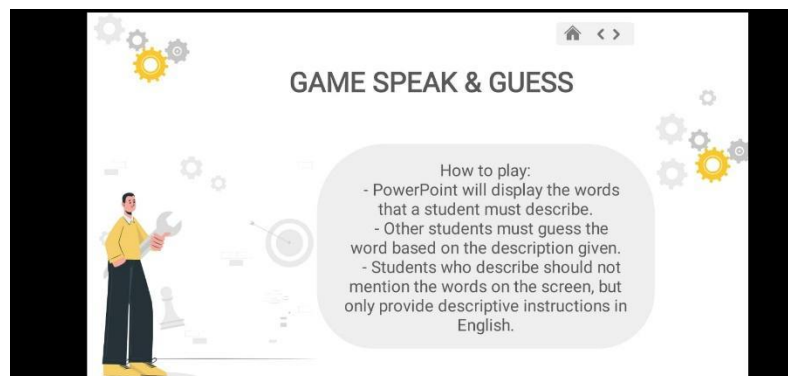 GAME SPEAK & GUESS
How to play:
- PowerPoint will display the words
that a student must describe.
- Other students must guess the
word based on the description given.
- Students who describe should not
mention the words on the screen, but
only provide descriptive instructions in
English.